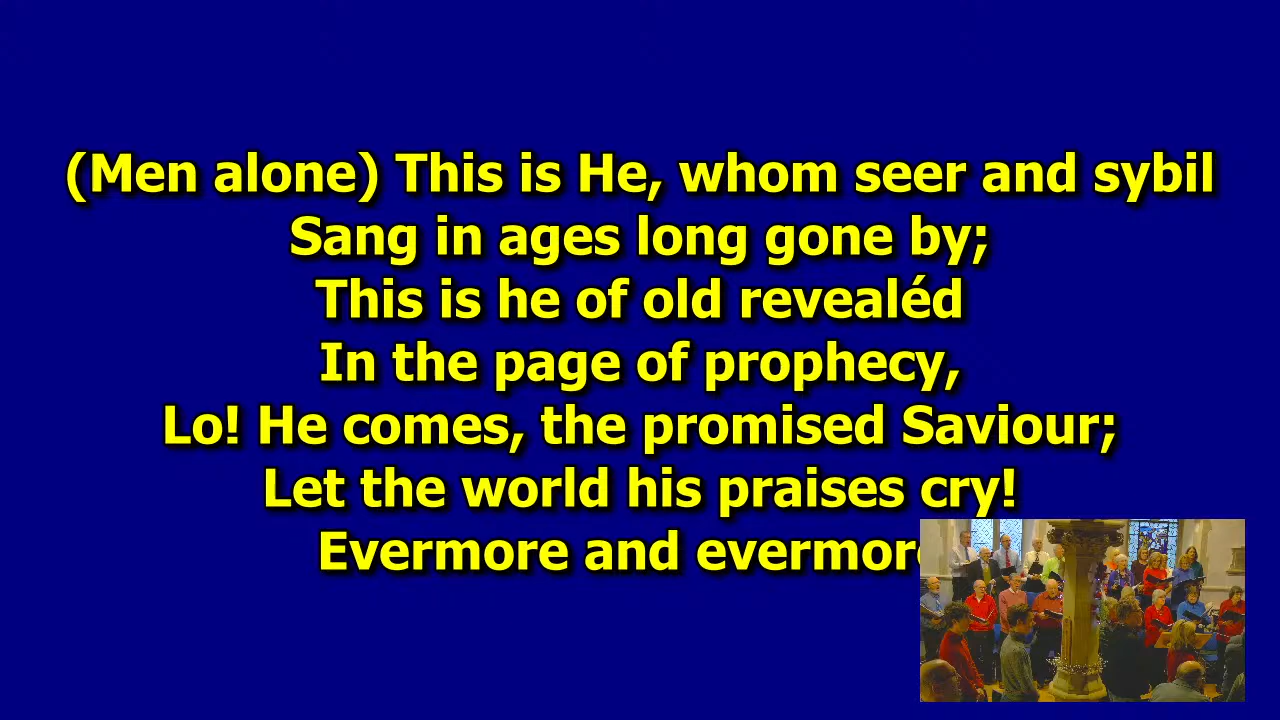 (Men alone) This is He, whom seer and sybil
Sang in ages long gone by;
This is he of old revealéd
In the page of prophecy,
Lo! He comes, the promised Saviour;
Let the world his praises cry!
Evermore and evermore